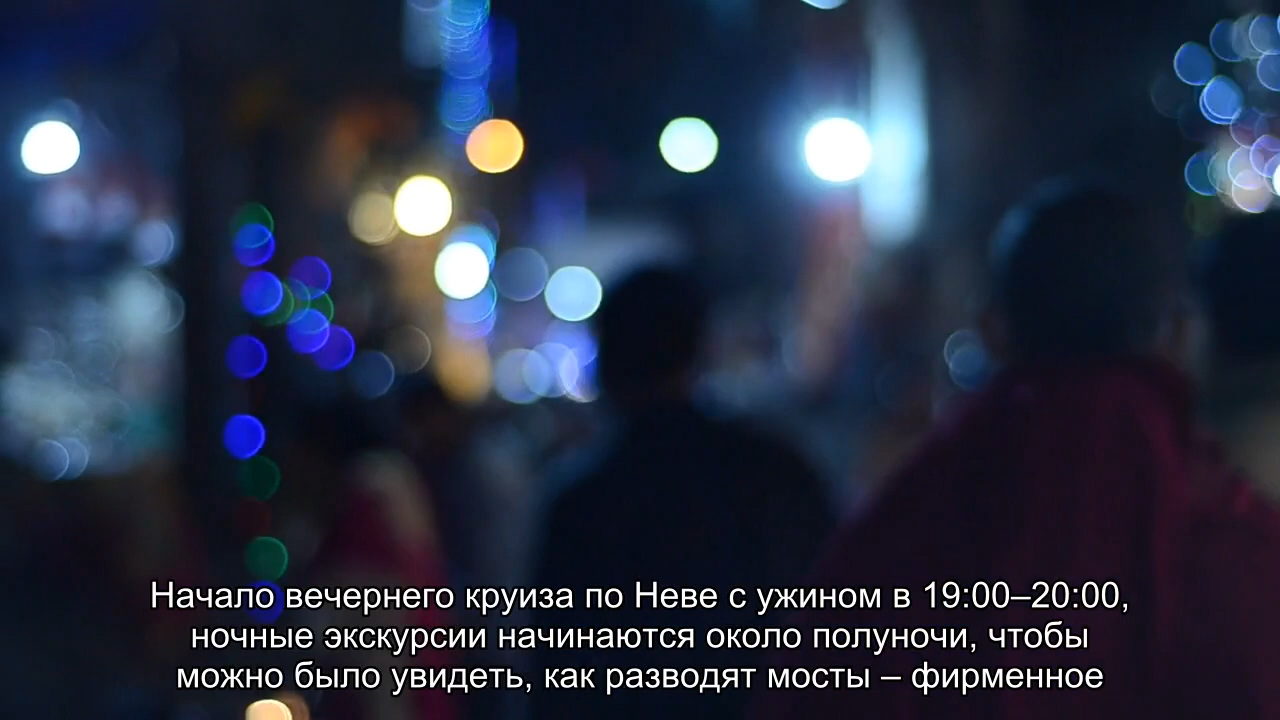 Начало вечернего круиза по Неве с ужином в 19:00–20:00,
ночные экскурсии начинаются около полуночи, чтобы
можно было увидеть, как разводят мосты – фирменное